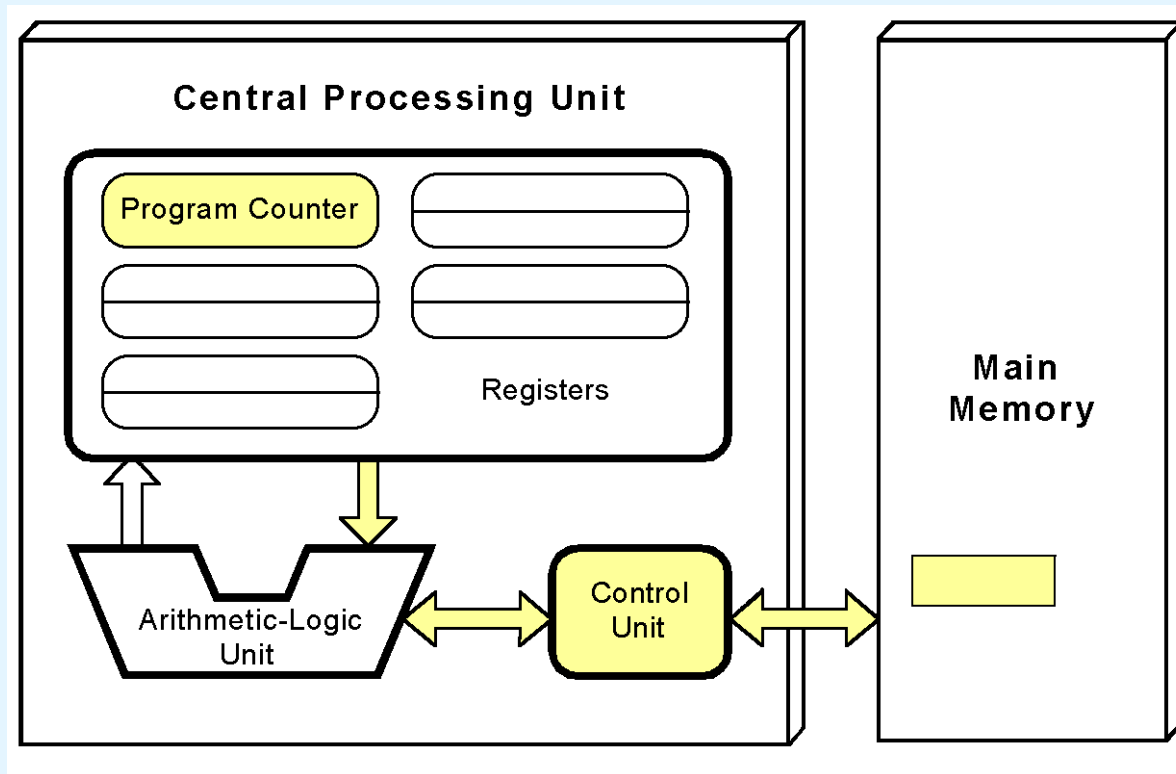 Central Processing Unit
Program Counter
Registers
Main
Memory
Arithmetic-Logic
Unit
Control
Unit